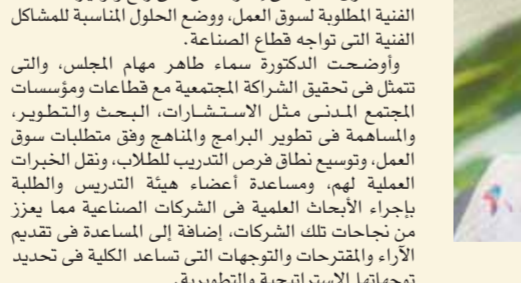 الفنية المطلوبة لسوق العمل، ووضع الحلول المناسبة للمشاكل
الفنية التى تواجه قطاع الصناعة.
وأوضحت الدكتورة سماء طاهر مهام المجلس، والتى
تتمثل فى تحقيق الشراكة المجتمعية مع قطاعات ومؤسسات
المجتمع المدنى مثل الاستشارات، البحث والتطوير،
والمساهمة فى تطوير البرامج والمناهج وفق متطلبات سوق
العمل، وتوسيع نطاق فرص التدريب للطلاب، ونقل الخبرات
العملية لهم، ومساعدة أعضاء هيئة التدريس والطلبة
بإجراء الأبحاث العلمية فى الشركات الصناعية مما يعزز
من نجاحات تلك الشركات، إضافة إلى المساعدة فى تقديم
الآراء والمقترحات والتوجهات التى تساعد الكلية فى تحديد
توجهاتها الاستراتيجية والتطويرية.